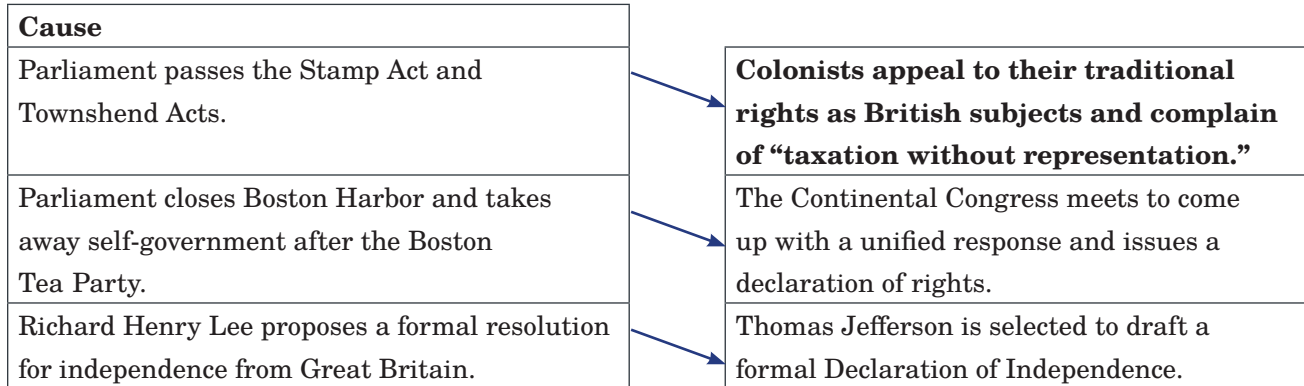 Cause
Parliament passes the Stamp Act and
Townshend Acts.
Colonists appeal to their traditional
rights as British subjects and complain
of “taxation without representation.”
Parliament closes Boston Harbor and takes
away self-government after the Boston
Tea Party.
The Continental Congress meets to come
up with a unified response and issues a
declaration of rights.
Richard Henry Lee proposes a formal resolution
for independence from Great Britain.
Thomas Jefferson is selected to draft a
formal Declaration of Independence.